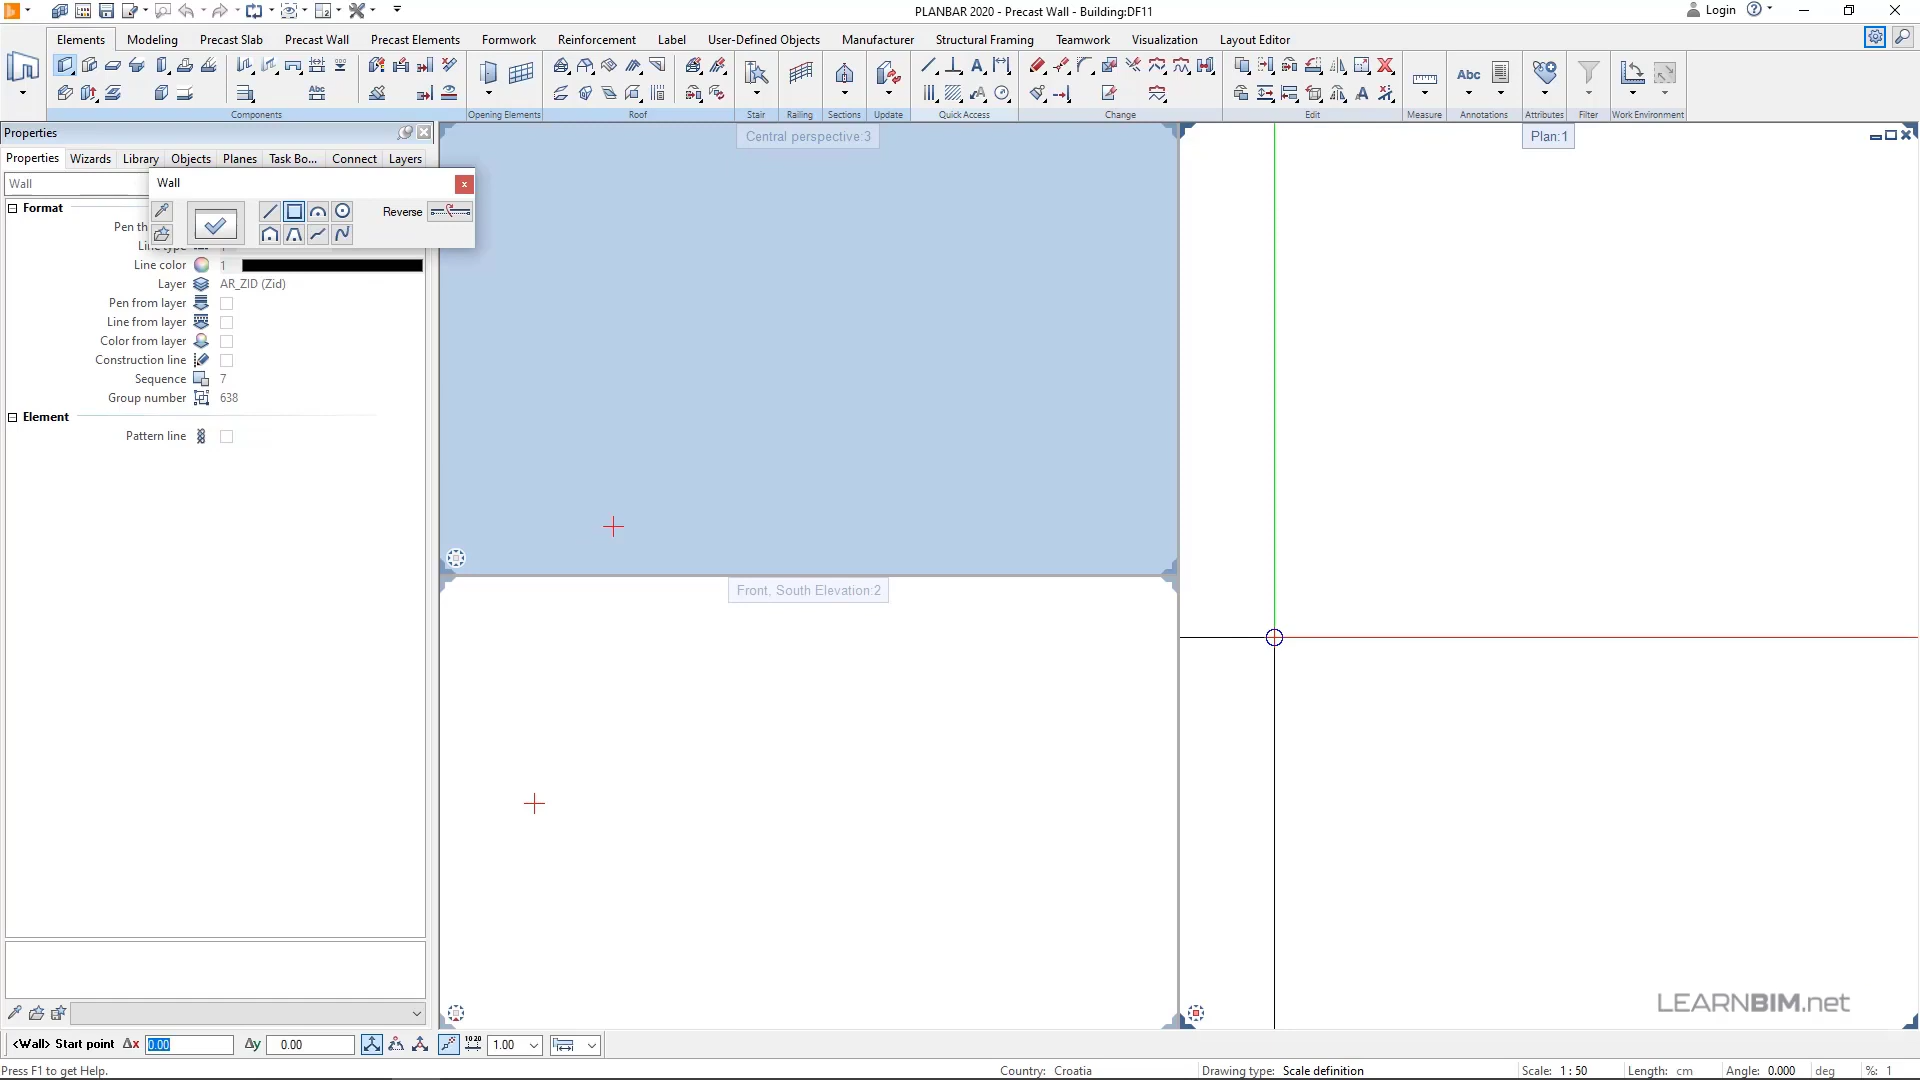 PLANBAR 2020 - Precast Wall - Building:DF11
Login
Elements Modeling Precast Slab Precast Wall Precast Elements Formwork Reinforcement Label User-Defined Objects Manufacturer Structural Framing Teamwork Visualization Layout Editor
Abc
Abc
Components Opening Elements Roof Stair Railing Sections Update Quick Access Change Edit Measure Annotations Attributes Filter Work Environment
Properties
Properties Wizards Library Objects Planes Task Bo... Connect Layers
Wall
Wall
Reverse
Format
Pen th
Line type
Line color 1
Layer AR_ZID (Zid)
Pen from layer
Line from layer
Color from layer
Construction line
Sequence 7
Group number 638
Element
Pattern line
Central perspective:3
Front, South Elevation:2
Plan:1
LEARNBIM.net
<Wall> Start point Δx 0.00 Δy 0.00 10 20 1.00
Press F1 to get Help. Country: Croatia Drawing type: Scale definition Scale: 1 : 50 Length: cm Angle: 0.000 deg %: 1